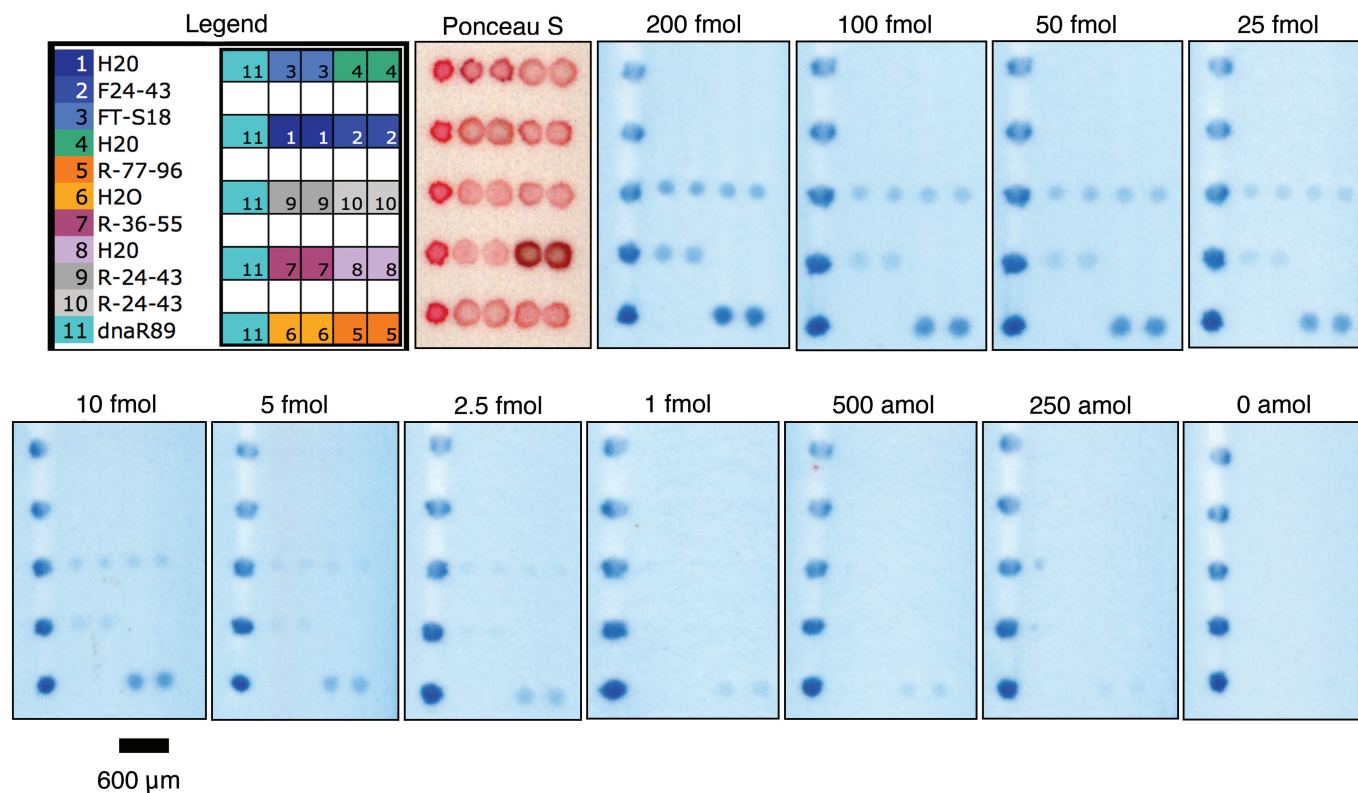 Legend
Ponceau S
200 fmol
100 fmol
50 fmol
25 fmol
1 H20
2 F24-43
3 FT-S18
4 H20
5 R-77-96
6 H2O
7 R-36-55
8 H20
9 R-24-43
10 R-24-43
11 dnaR89
11 3 3 4 4
11 1 1 2 2
11 9 9 10 10
11 7 7 8 8
11 6 6 5 5
10 fmol
5 fmol
2.5 fmol
1 fmol
500 amol
250 amol
0 amol
600 µm